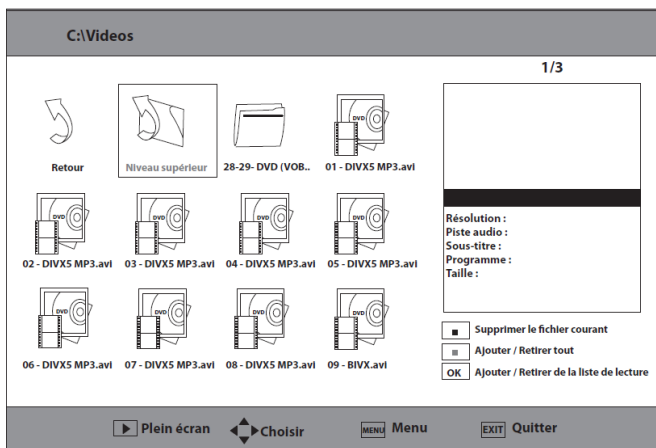 C:\Videos
1/3
Retour
Niveau supérieur
28-29- DVD (VOB..
01 - DIVX5 MP3.avi
DVD
02 - DIVX5 MP3.avi
03 - DIVX5 MP3.avi
04 - DIVX5 MP3.avi
05 - DIVX5 MP3.avi
06 - DIVX5 MP3.avi
07 - DIVX5 MP3.avi
08 - DIVX5 MP3.avi
09 - BIVX.avl
Résolution :
Piste audio :
Sous-titre :
Programme :
Taille :
Supprimer le fichier courant
Ajouter / Retirer tout
OK Ajouter / Retirer de la liste de lecture
Plein écran
Choisir
MENU Menu
EXIT Quitter